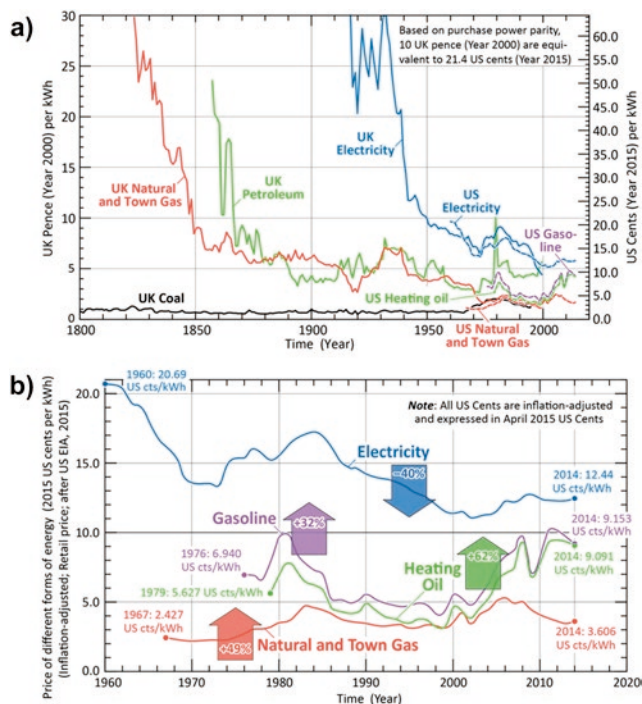 a)
Based on purchase power parity,
10 UK pence (Year 2000) are equi-
valent to 21.4 US cents (Year 2015)
UK Pence (Year 2000) per kWh
30
25
20
15
10
5
0
US Cents (Year 2015) per kWh
60.0
55.0
50.0
45.0
40.0
35.0
30.0
25.0
20.0
15.0
10.0
5.0
0.0
UK Natural
and Town Gas
UK
Petroleum
UK
Electricity
US
Electricity
US Gaso-
line
US Heating oil
UK Coal
US Natural
and Town Gas
1800
1850
1900
1950
2000
Time (Year)
b)
Price of different forms of energy (2015 US cents per kWh)
(Inflation-adjusted; Retail price; after US EIA, 2015)
20.0
15.0
10.0
5.0
0.0
1960: 20.69
US cts/kWh
Note: All US Cents are inflation-adjusted
and expressed in April 2015 US Cents
Electricity
−40%
2014: 12.44
US cts/kWh
Gasoline
+32%
2014: 9.153
US cts/kWh
1976: 6.940
US cts/kWh
Heating
Oil
+62%
2014: 9.091
US cts/kWh
1979: 5.627
US cts/kWh
1967: 2.427
US cts/kWh
+49%
Natural and Town Gas
2014: 3.606
US cts/kWh
1960
1970
1980
1990
2000
2010
2020
Time (Year)